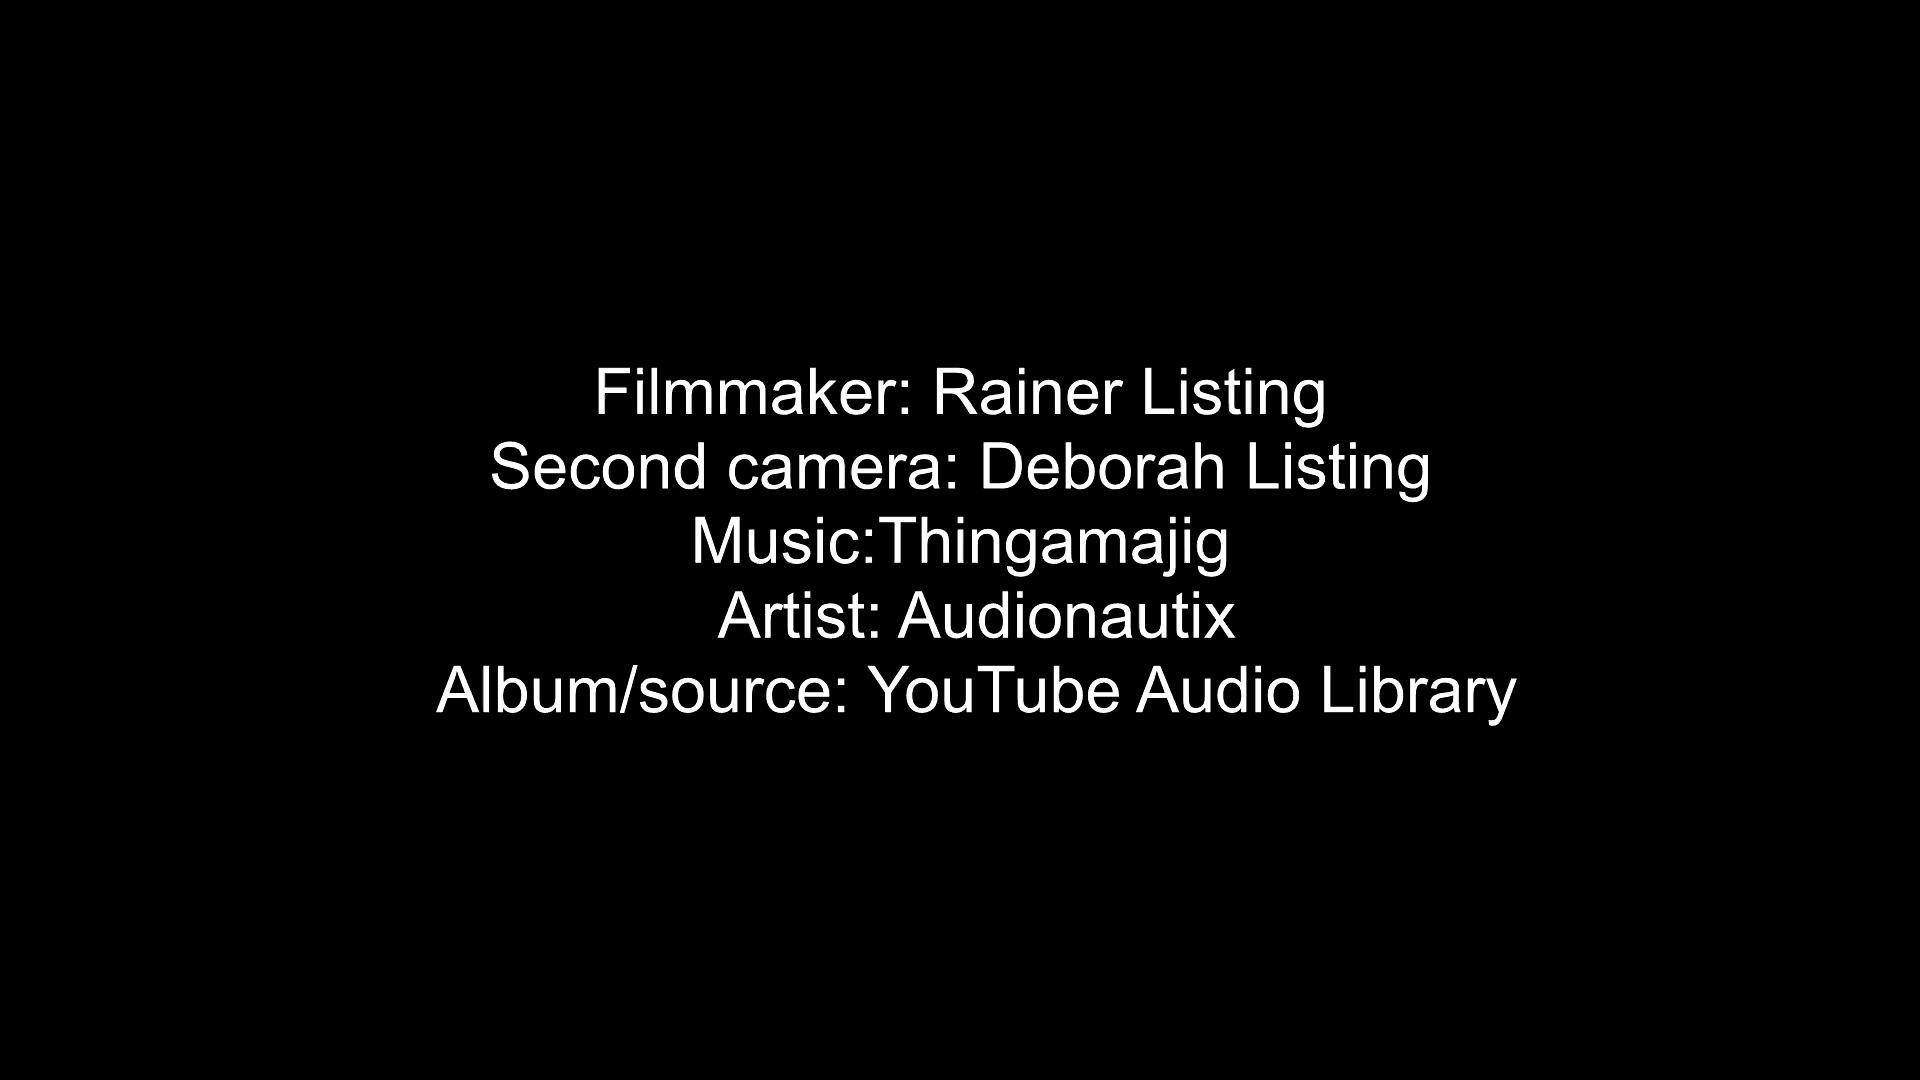 Filmmaker: Rainer Listing
Second camera: Deborah Listing
Music:Thingamajig
Artist: Audionautix
Album/source: YouTube Audio Library